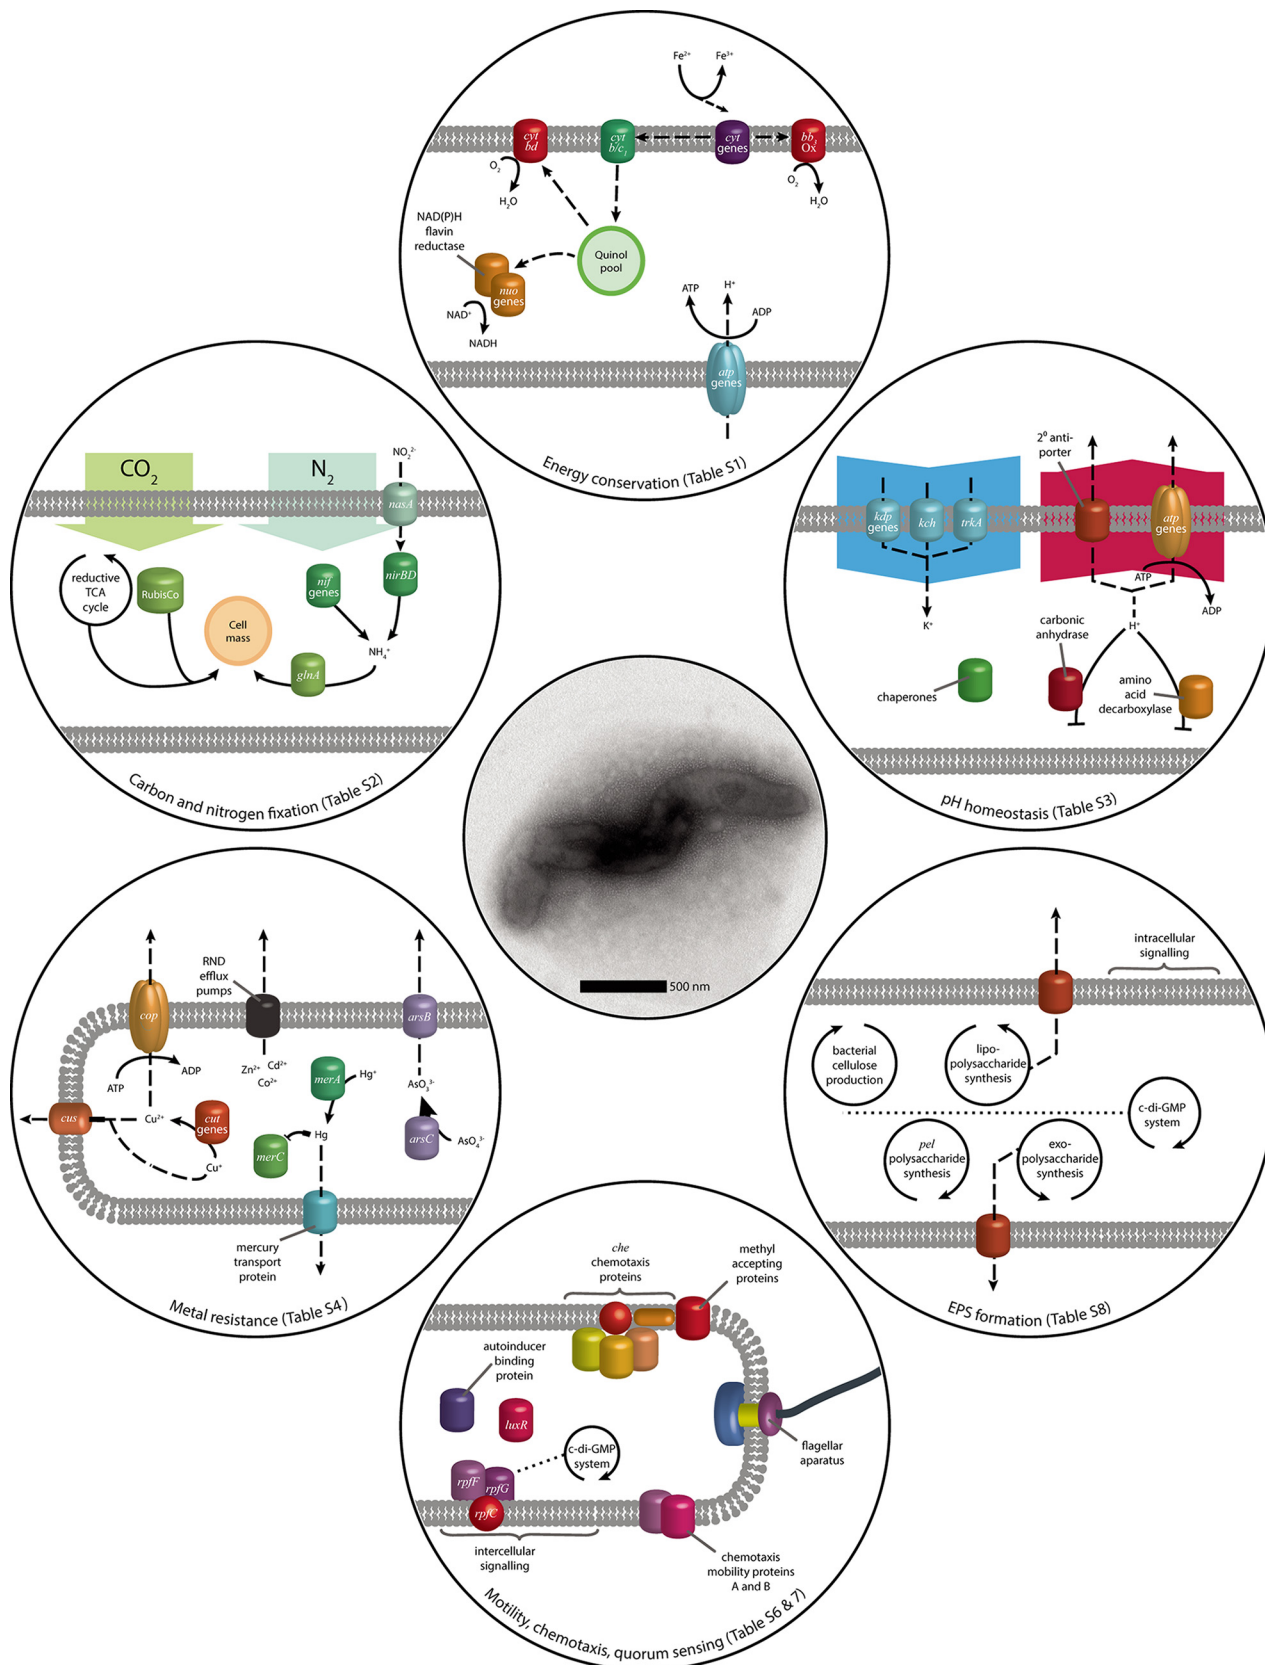 Fe²⁺
Fe³⁺
cyt
bd
cyt
b/c₁
cyt
genes
bb₃
Ox
O₂
H₂O
O₂
H₂O
NAD(P)H
flavin
reductase
Quinol
pool
nuo
genes
NAD⁺
NADH
ATP
H⁺
ADP
atp
genes
Energy conservation (Table S1)
CO₂
N₂
NO₂²⁻
nasA
reductive
TCA
cycle
RubisCo
nif
genes
nirBD
Cell
mass
NH₄⁺
glnA
Carbon and nitrogen fixation (Table S2)
2⁰ anti-
porter
kdp
genes
kch
trkA
atp
genes
ATP
ADP
K⁺
H⁺
carbonic
anhydrase
chaperones
amino
acid
decarboxylase
pH homeostasis (Table S3)
500 nm
RND
efflux
pumps
cop
arsB
ATP
ADP
Zn²⁺
Cd²⁺
Co²⁺
merA
Hg⁺
AsO₃³⁻
cus
Cu²⁺
cut
genes
Hg
arsC
AsO₄³⁻
merC
Cu⁺
mercury
transport
protein
Metal resistance (Table S4)
intracellular
signalling
bacterial
cellulose
production
lipo-
polysaccharide
synthesis
c-di-GMP
system
pel
polysaccharide
synthesis
exo-
polysaccharide
synthesis
EPS formation (Table S8)
che
chemotaxis
proteins
methyl
accepting
proteins
autoinducer
binding
protein
luxR
c-di-GMP
system
flagellar
aparatus
rpfF
rpfG
rpfC
intercellular
signalling
chemotaxis
mobility proteins
A and B
Motility, chemotaxis, quorum sensing (Table S6 & 7)